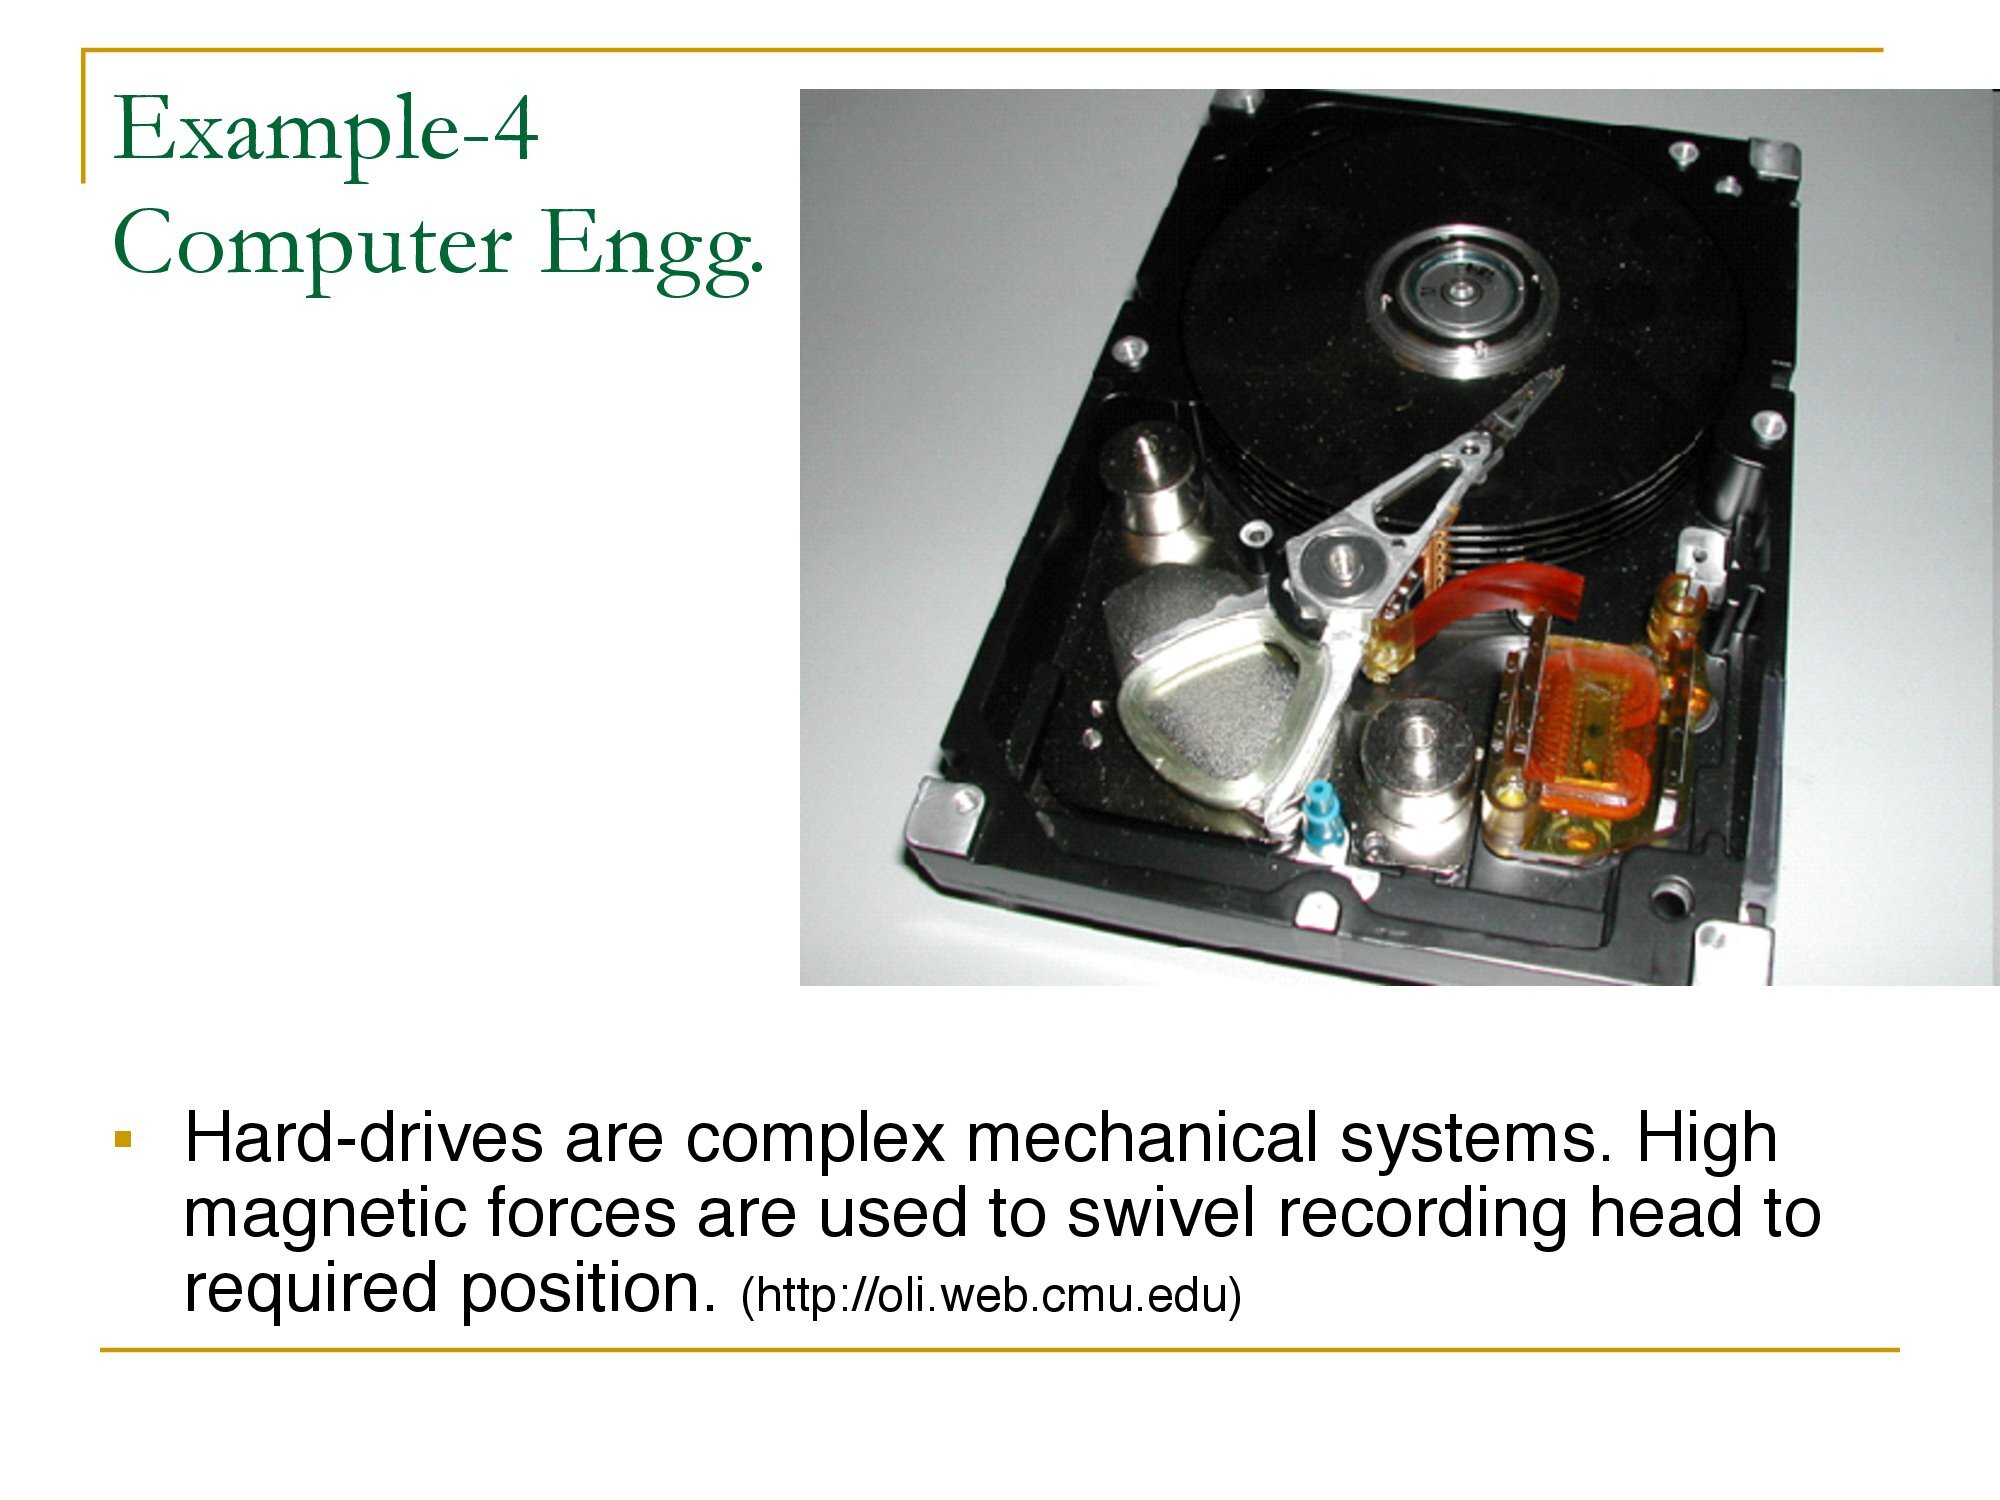 Example-4
Computer Engg.
▪ Hard-drives are complex mechanical systems. High
magnetic forces are used to swivel recording head to
required position. (http://oli.web.cmu.edu)